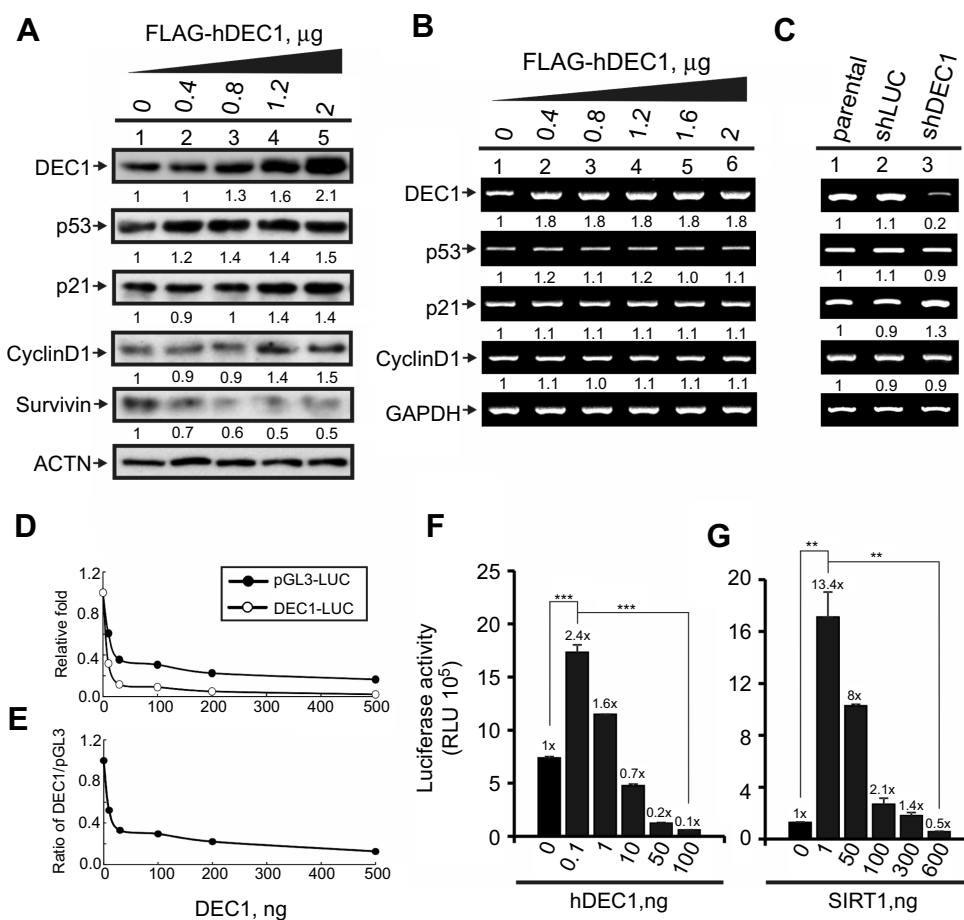 A
FLAG-hDEC1, μg
0 0.4 0.8 1.2 2
1 2 3 4 5
DEC1
1 1 1.3 1.6 2.1
p53
1 1.2 1.4 1.4 1.5
p21
1 0.9 1 1.4 1.4
CyclinD1
1 0.9 0.9 1.4 1.5
Survivin
1 0.7 0.6 0.5 0.5
ACTN
B
FLAG-hDEC1, μg
0 0.4 0.8 1.2 1.6 2
1 2 3 4 5 6
DEC1
1 1.8 1.8 1.8 1.8 1.8
p53
1 1.2 1.1 1.2 1.0 1.1
p21
1 1.1 1.1 1.1 1.1 1.1
CyclinD1
1 1.1 1.0 1.1 1.1 1.1
GAPDH
C
parental shLUC shDEC1
1 2 3
1 1.1 0.2
1 1.1 0.9
1 0.9 1.3
1 0.9 0.9
D
Relative fold
1.2
0.8
0.4
0.0
pGL3-LUC
DEC1-LUC
0 100 200 300 400 500
E
Ratio of DEC1/pGL3
1.2
0.8
0.4
0.0
0 100 200 300 400 500
DEC1, ng
F
Luciferase activity
(RLU 10⁵)
25
20
15
10
5
0
*** ***
1x 2.4x 1.6x 0.7x 0.2x 0.1x
0 0.1 1 10 50 100
hDEC1,ng
G
20
16
12
8
4
0
** **
1x 13.4x 8x 2.1x 1.4x 0.5x
0 1 50 100 300 600
SIRT1,ng